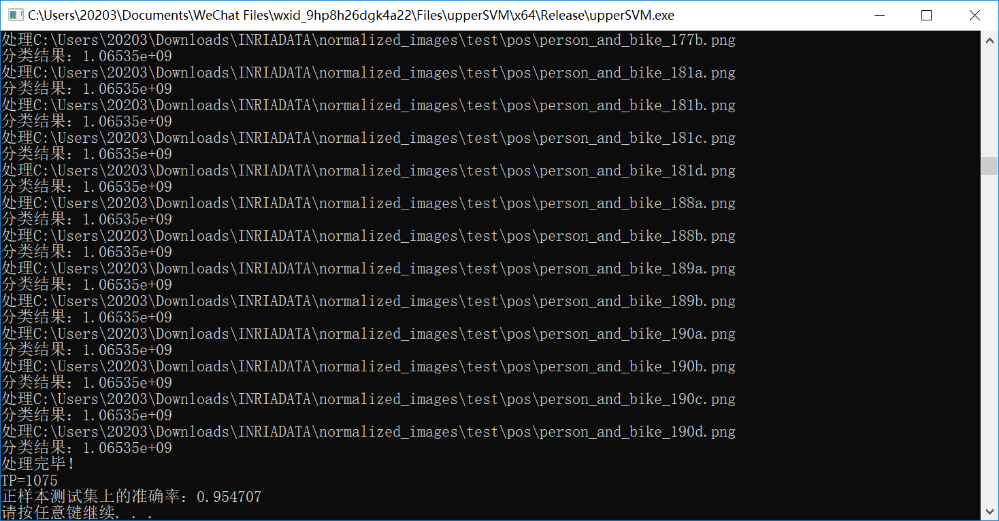 C:\Users\20203\Documents\WeChat Files\wxid_9hp8h26dgk4a22\Files\upperSVM\x64\Release\upperSVM.exe
处理C:\Users\20203\Downloads\INRIADATA\normalized_images\test\pos\person_and_bike_177b.png
分类结果：1.06535e+09
处理C:\Users\20203\Downloads\INRIADATA\normalized_images\test\pos\person_and_bike_181a.png
分类结果：1.06535e+09
处理C:\Users\20203\Downloads\INRIADATA\normalized_images\test\pos\person_and_bike_181b.png
分类结果：1.06535e+09
处理C:\Users\20203\Downloads\INRIADATA\normalized_images\test\pos\person_and_bike_181c.png
分类结果：1.06535e+09
处理C:\Users\20203\Downloads\INRIADATA\normalized_images\test\pos\person_and_bike_181d.png
分类结果：1.06535e+09
处理C:\Users\20203\Downloads\INRIADATA\normalized_images\test\pos\person_and_bike_188a.png
分类结果：1.06535e+09
处理C:\Users\20203\Downloads\INRIADATA\normalized_images\test\pos\person_and_bike_188b.png
分类结果：1.06535e+09
处理C:\Users\20203\Downloads\INRIADATA\normalized_images\test\pos\person_and_bike_189a.png
分类结果：1.06535e+09
处理C:\Users\20203\Downloads\INRIADATA\normalized_images\test\pos\person_and_bike_189b.png
分类结果：1.06535e+09
处理C:\Users\20203\Downloads\INRIADATA\normalized_images\test\pos\person_and_bike_190a.png
分类结果：1.06535e+09
处理C:\Users\20203\Downloads\INRIADATA\normalized_images\test\pos\person_and_bike_190b.png
分类结果：1.06535e+09
处理C:\Users\20203\Downloads\INRIADATA\normalized_images\test\pos\person_and_bike_190c.png
分类结果：1.06535e+09
处理C:\Users\20203\Downloads\INRIADATA\normalized_images\test\pos\person_and_bike_190d.png
分类结果：1.06535e+09
处理完毕！
TP=1075
正样本测试集上的准确率：0.954707
请按任意键继续. . .